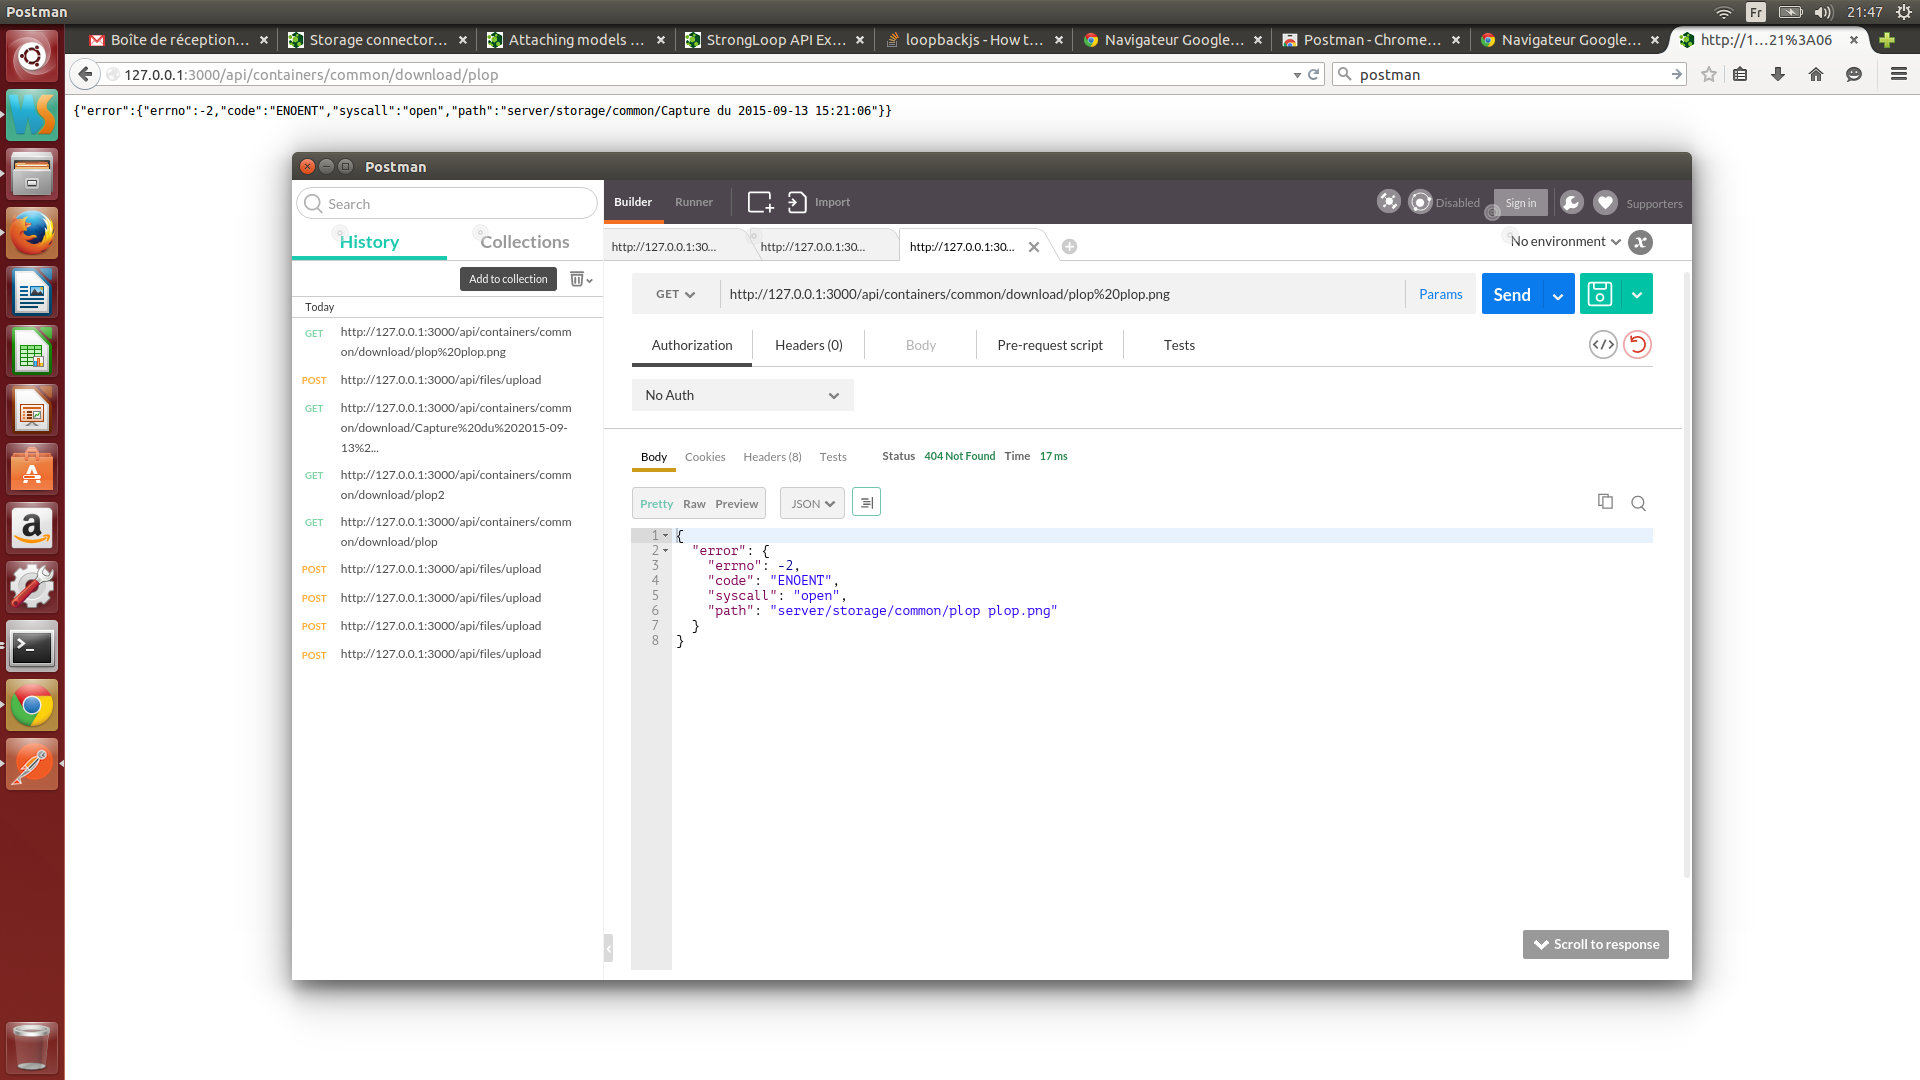 Postman
Fr
21:47
Boîte de réception...
Storage connector...
Attaching models ...
StrongLoop API Ex...
loopbackjs - How t...
Navigateur Google...
Postman - Chrome...
Navigateur Google...
http://1...21%3A06
127.0.0.1:3000/api/containers/common/download/plop
postman
{"error":{"errno":-2,"code":"ENOENT","syscall":"open","path":"server/storage/common/Capture du 2015-09-13 15:21:06"}}
Postman
Search
Builder
Runner
Import
Disabled
Sign in
Supporters
History
Collections
http://127.0.0.1:30...
http://127.0.0.1:30...
http://127.0.0.1:30...
No environment
Add to collection
Today
GET http://127.0.0.1:3000/api/containers/comm
on/download/plop%20plop.png
POST http://127.0.0.1:3000/api/files/upload
GET http://127.0.0.1:3000/api/containers/comm
on/download/Capture%20du%202015-09-
13%2...
GET http://127.0.0.1:3000/api/containers/comm
on/download/plop2
GET http://127.0.0.1:3000/api/containers/comm
on/download/plop
POST http://127.0.0.1:3000/api/files/upload
POST http://127.0.0.1:3000/api/files/upload
POST http://127.0.0.1:3000/api/files/upload
POST http://127.0.0.1:3000/api/files/upload
GET
http://127.0.0.1:3000/api/containers/common/download/plop%20plop.png
Params
Send
Authorization
Headers (0)
Body
Pre-request script
Tests
No Auth
Body
Cookies
Headers (8)
Tests
Status 404 Not Found Time 17 ms
Pretty
Raw
Preview
JSON
1 {
2 "error": {
3 "errno": -2,
4 "code": "ENOENT",
5 "syscall": "open",
6 "path": "server/storage/common/plop plop.png"
7 }
8 }
Scroll to response